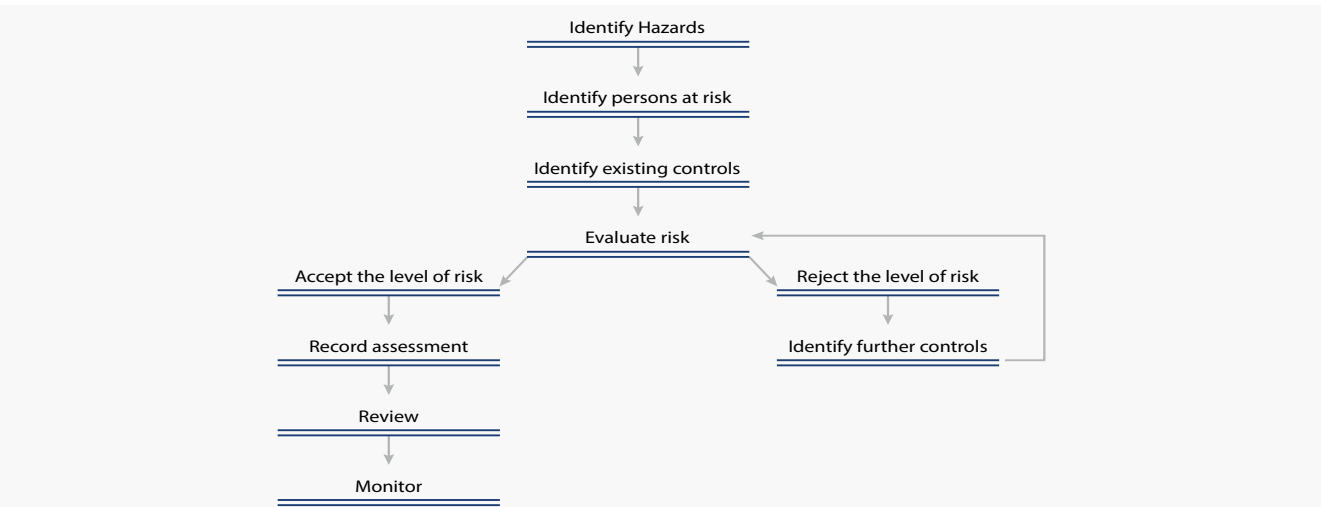 Identify Hazards
Identify persons at risk
Identify existing controls
Evaluate risk
Accept the level of risk
Reject the level of risk
Record assessment
Identify further controls
Review
Monitor